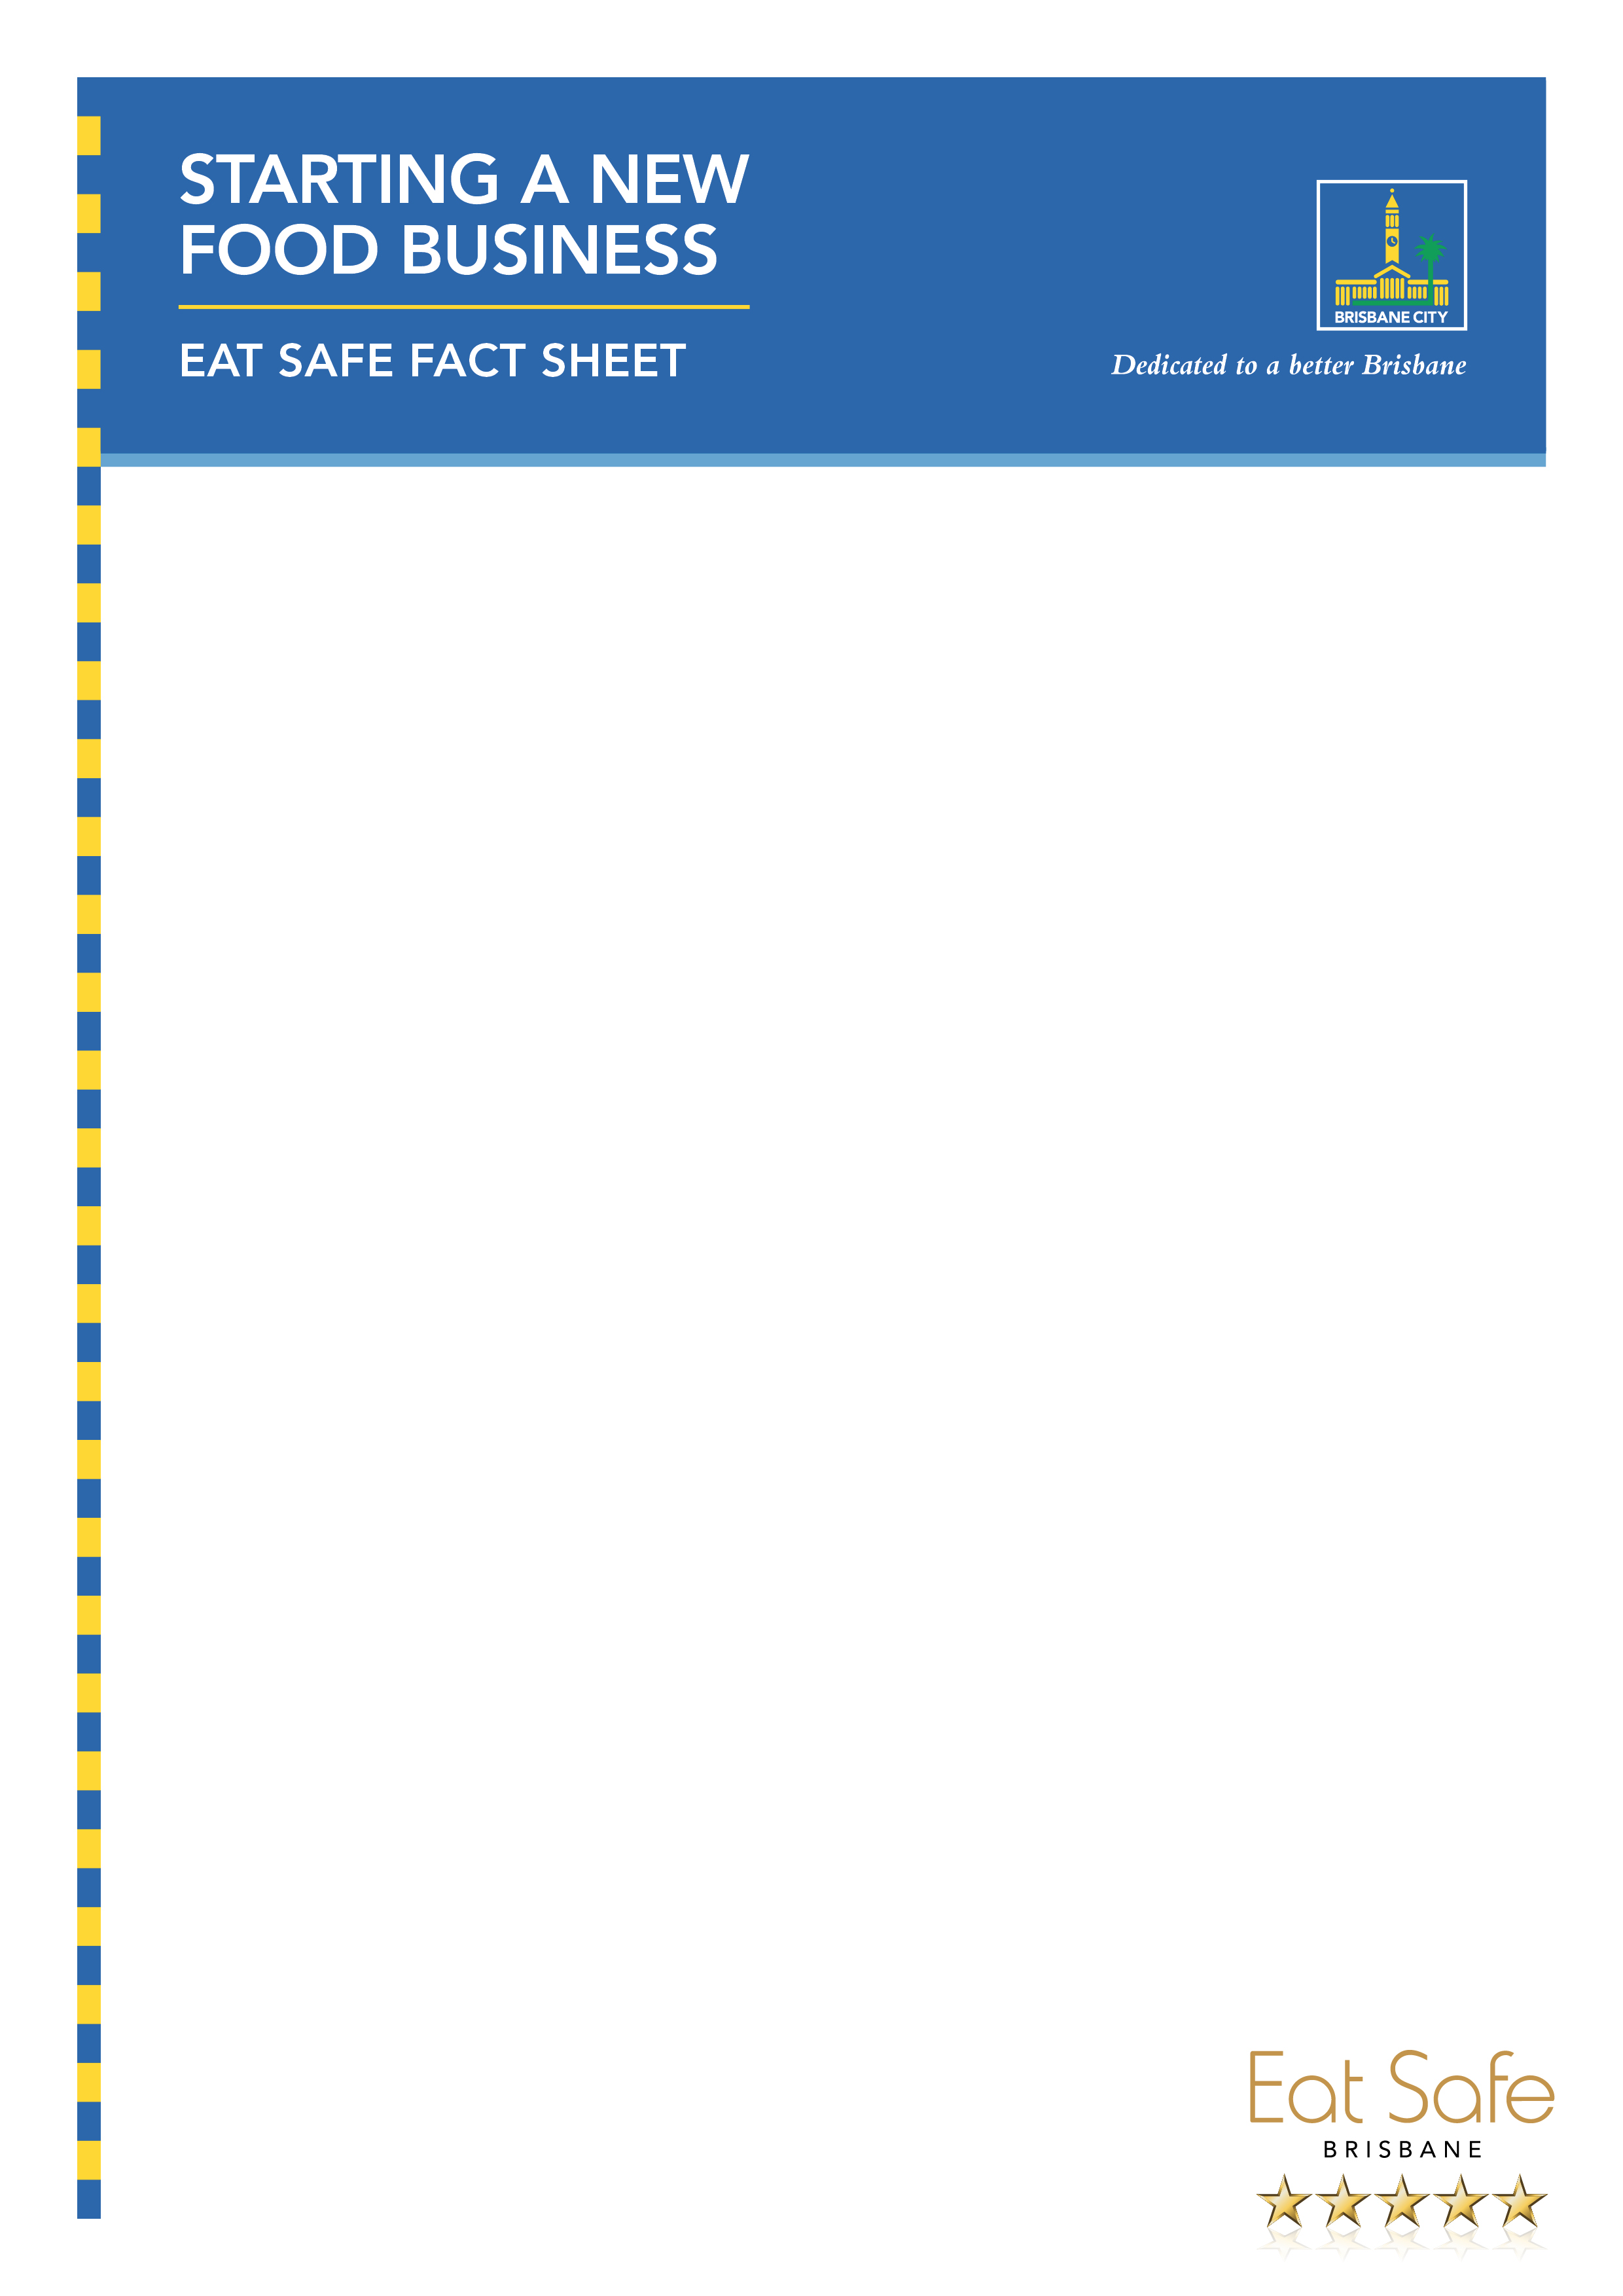 STARTING A NEW
FOOD BUSINESS
EAT SAFE FACT SHEET
BRISBANE CITY
Dedicated to a better Brisbane
Eat Safe
BRISBANE